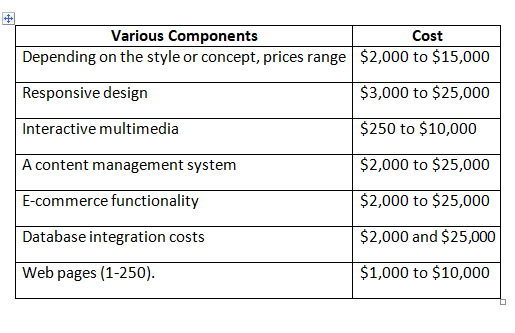 Various Components Cost
Depending on the style or concept, prices range $2,000 to $15,000
Responsive design $3,000 to $25,000
Interactive multimedia $250 to $10,000
A content management system $2,000 to $25,000
E-commerce functionality $2,000 to $25,000
Database integration costs $2,000 and $25,000
Web pages (1-250). $1,000 to $10,000